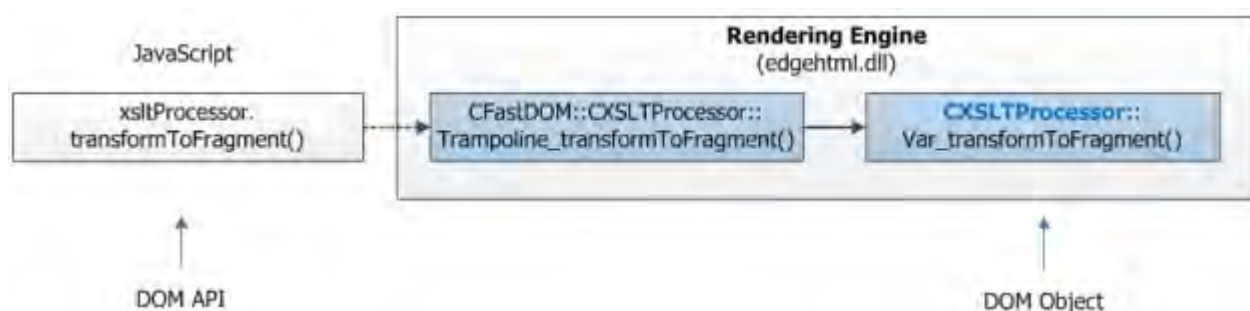 JavaScript
xsltProcessor.
transformToFragment()
Rendering Engine
(edgehtml.dll)
CFastDOM::CXSLTProcessor::
Trampoline_transformToFragment()
CXSLTProcessor::
Var_transformToFragment()
DOM API
DOM Object